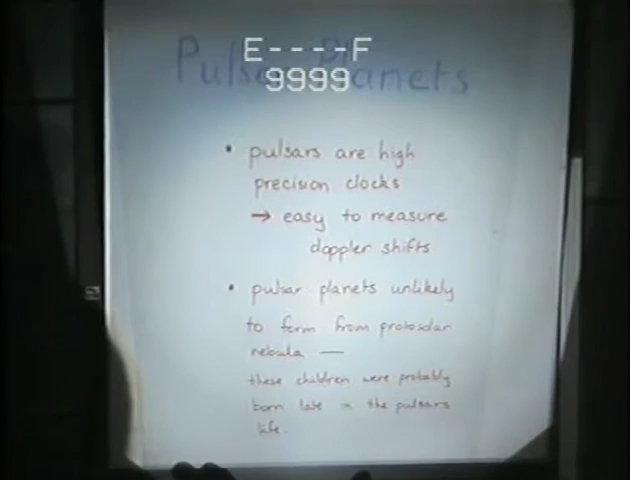 E----F
9999
Pulsar Planets
• pulsars are high
precision clocks
→ easy to measure
doppler shifts
• pulsar planets unlikely
to form from protosolar
nebula —
these children were probably
born late in the pulsars
life.